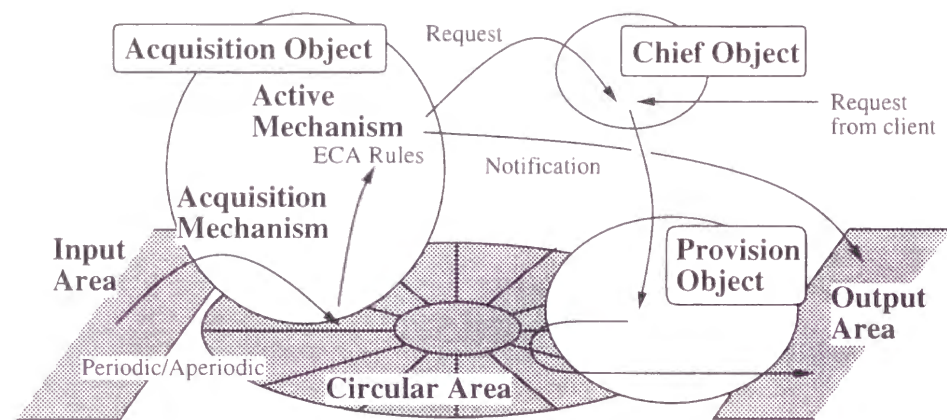 Acquisition Object
Request
Chief Object
Active
Mechanism
ECA Rules
Request
from client
Notification
Acquisition
Mechanism
Input
Area
Provision
Object
Output
Area
Periodic/Aperiodic
Circular Area